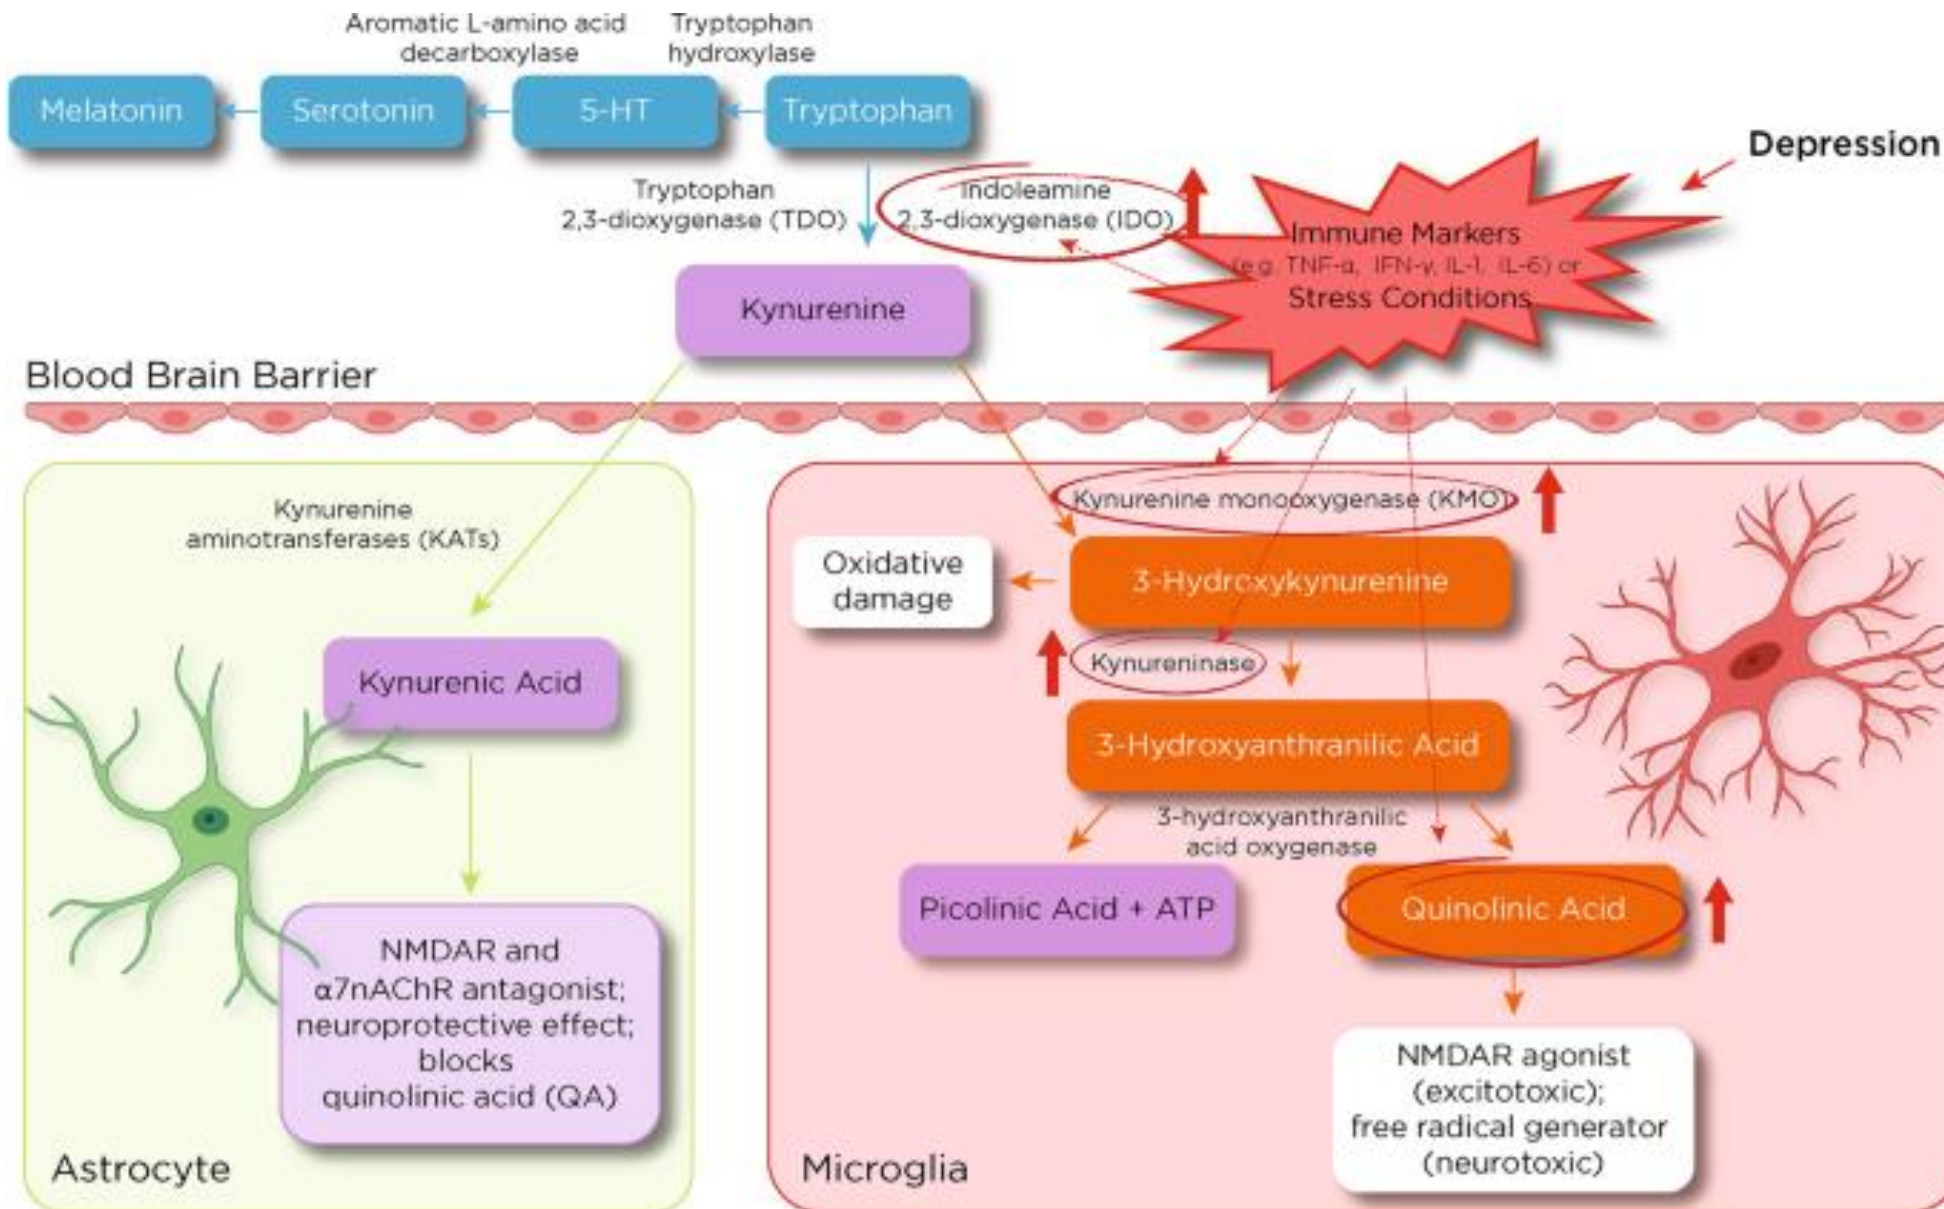 Aromatic L-amino acid
decarboxylase
Tryptophan
hydroxylase
Melatonin
Serotonin
5-HT
Tryptophan
Depression
Tryptophan
2,3-dioxygenase (TDO)
Indoleamine
2,3-dioxygenase (IDO)
Immune Markers
(e.g. TNF-α, IFN-γ, IL-1, IL-6) or
Stress Conditions
Kynurenine
Blood Brain Barrier
Kynurenine
aminotransferases (KATs)
Kynurenic Acid
NMDAR and
α7nAChR antagonist;
neuroprotective effect;
blocks
quinolinic acid (QA)
Astrocyte
Kynurenine monooxygenase (KMO)
Oxidative
damage
3-Hydroxykynurenine
Kynureninase
3-Hydroxyanthranilic Acid
3-hydroxyanthranilic
acid oxygenase
Picolinic Acid + ATP
Quinolinic Acid
NMDAR agonist
(excitotoxic);
free radical generator
(neurotoxic)
Microglia